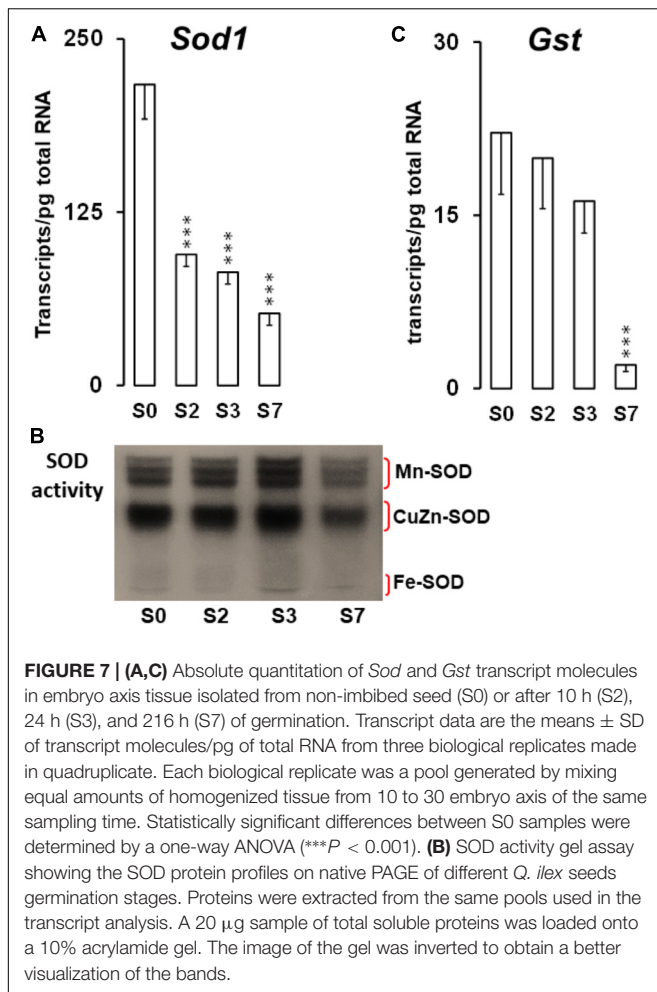 A
Sod1
Transcripts/pg total RNA
250
125
0
***
***
***
S0 S2 S3 S7
C
Gst
transcripts/pg total RNA
30
15
0
***
S0 S2 S3 S7
B
SOD
activity
Mn-SOD
CuZn-SOD
Fe-SOD
S0 S2 S3 S7
FIGURE 7 | (A,C) Absolute quantitation of Sod and Gst transcript molecules
in embryo axis tissue isolated from non-imbibed seed (S0) or after 10 h (S2),
24 h (S3), and 216 h (S7) of germination. Transcript data are the means ± SD
of transcript molecules/pg of total RNA from three biological replicates made
in quadruplicate. Each biological replicate was a pool generated by mixing
equal amounts of homogenized tissue from 10 to 30 embryo axis of the same
sampling time. Statistically significant differences between S0 samples were
determined by a one-way ANOVA (***P < 0.001). (B) SOD activity gel assay
showing the SOD protein profiles on native PAGE of different Q. ilex seeds
germination stages. Proteins were extracted from the same pools used in the
transcript analysis. A 20 μg sample of total soluble proteins was loaded onto
a 10% acrylamide gel. The image of the gel was inverted to obtain a better
visualization of the bands.